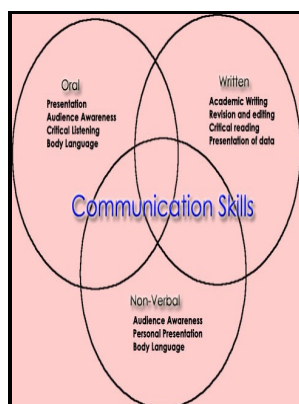 Oral
Presentation
Audience Awareness
Critical Listening
Body Language
Written
Academic Writing
Revision and editing
Critical reading
Presentation of data
Communication Skills
Non-Verbal
Audience Awareness
Personal Presentation
Body Language